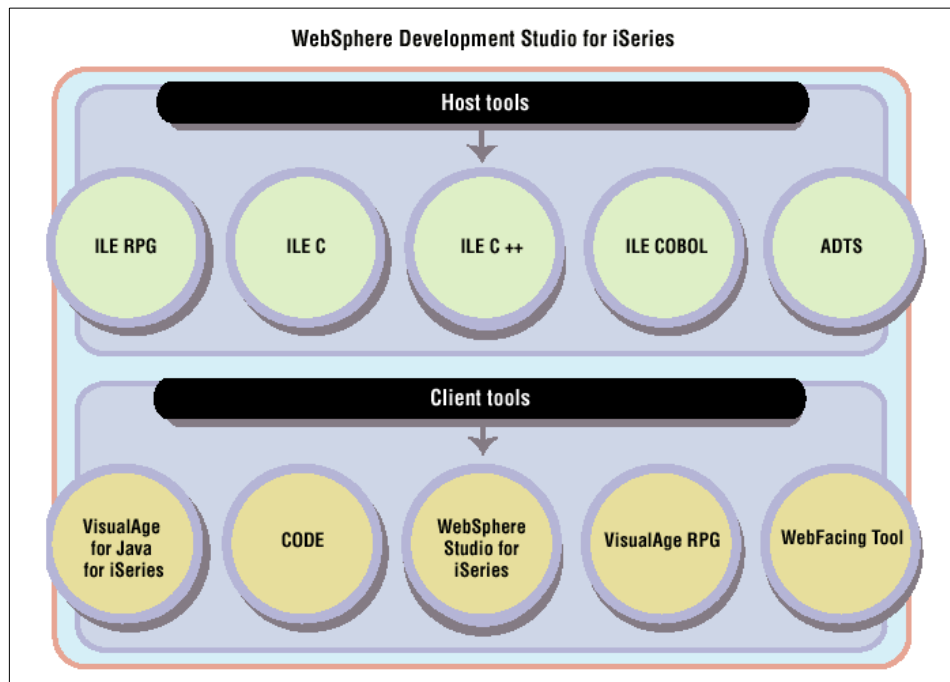 WebSphere Development Studio for iSeries
Host tools
ILE RPG
ILE C
ILE C ++
ILE COBOL
ADTS
Client tools
VisualAge
for Java
for iSeries
CODE
WebSphere
Studio for
iSeries
VisualAge RPG
WebFacing Tool